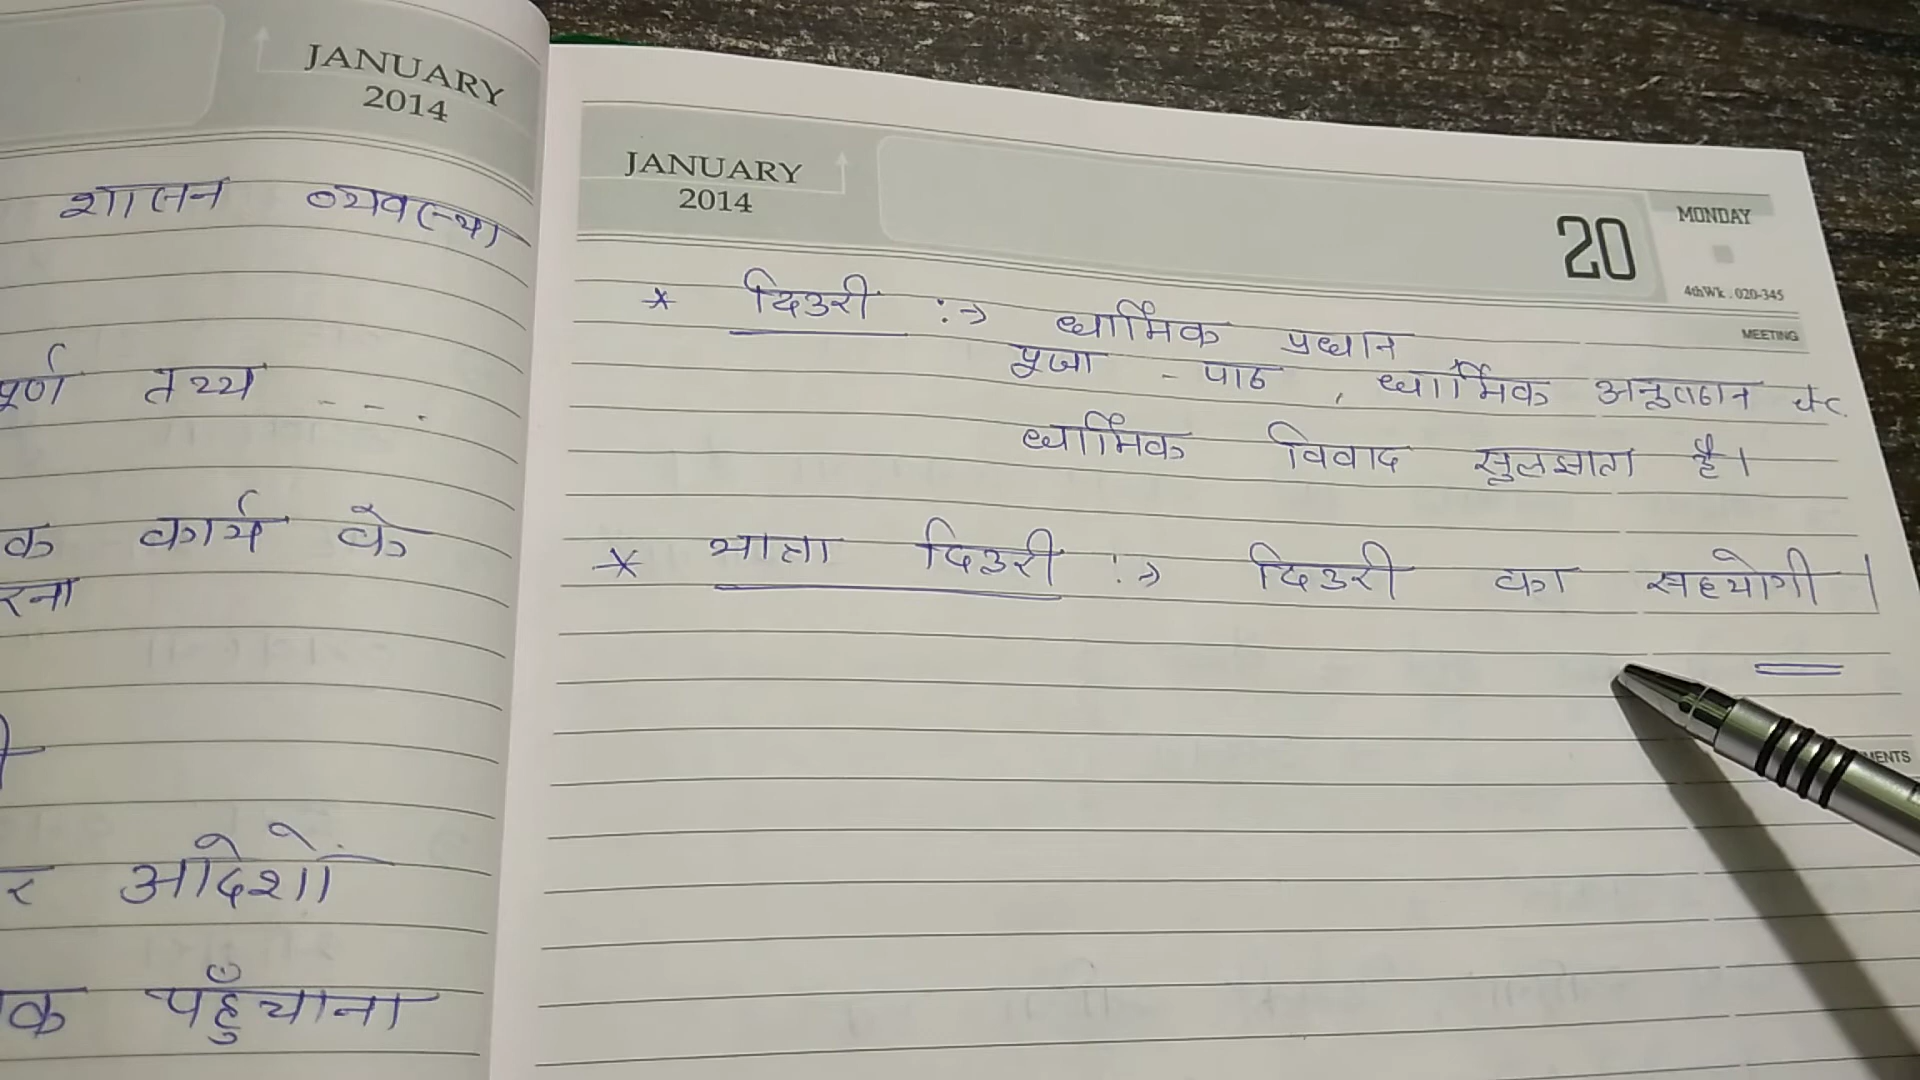 JANUARY
2014
शासन व्यवस्था
पूर्ण तथ्य - - - .
क कार्य के
रना
र आदेशों
क पहुँचाना
JANUARY
2014
20
MONDAY
4thWk . 020-345
MEETING
* दिउरी :→ धार्मिक प्रधान
पूजा - पाठ , धार्मिक अनुष्ठान etc.
धार्मिक विवाद सुलझाता है।
* दिउरी :→ दिउरी का सहयोगी |
MENTS